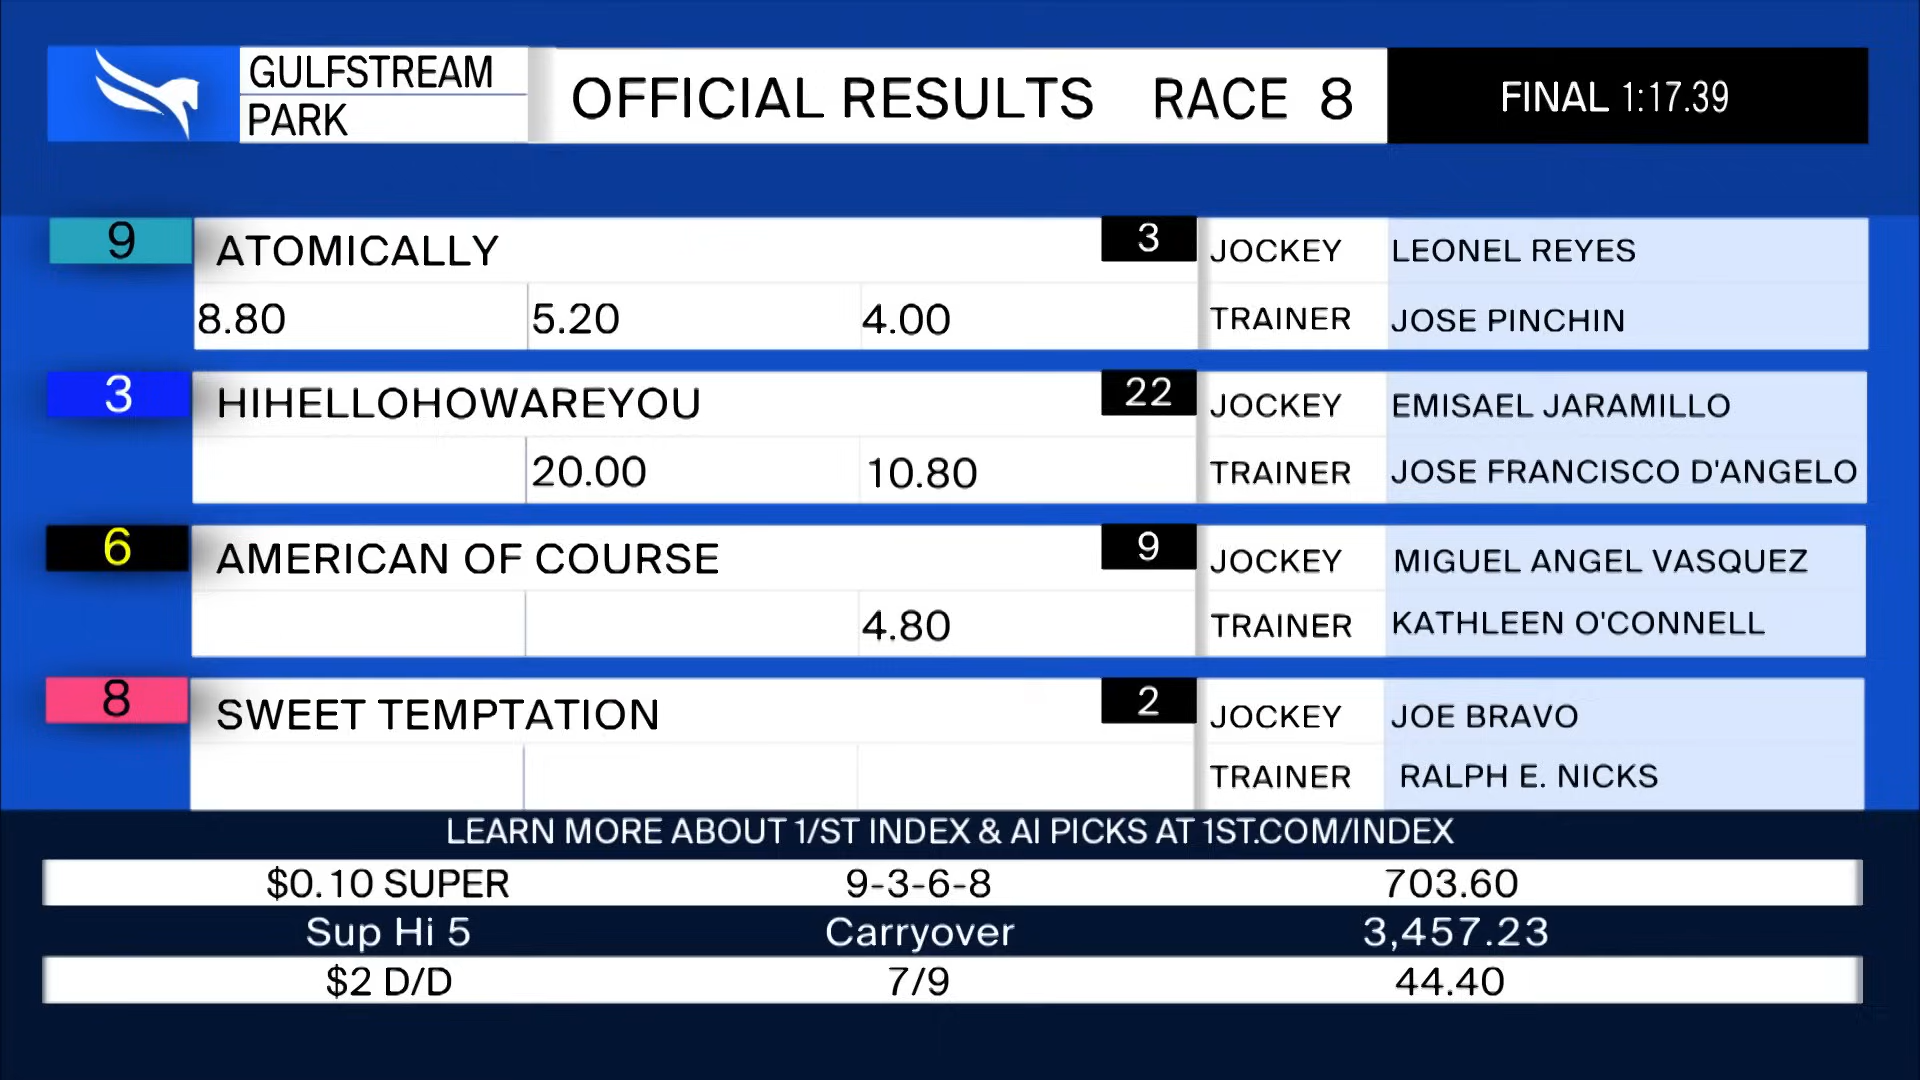 GULFSTREAM
PARK
OFFICIAL RESULTS RACE 8
FINAL 1:17.39
9 ATOMICALLY 3 JOCKEY LEONEL REYES
8.80 5.20 4.00 TRAINER JOSE PINCHIN
3 HIHELLOHOWAREYOU 22 JOCKEY EMISAEL JARAMILLO
20.00 10.80 TRAINER JOSE FRANCISCO D'ANGELO
6 AMERICAN OF COURSE 9 JOCKEY MIGUEL ANGEL VASQUEZ
4.80 TRAINER KATHLEEN O'CONNELL
8 SWEET TEMPTATION 2 JOCKEY JOE BRAVO
TRAINER RALPH E. NICKS
LEARN MORE ABOUT 1/ST INDEX & AI PICKS AT 1ST.COM/INDEX
$0.10 SUPER 9-3-6-8 703.60
Sup Hi 5 Carryover 3,457.23
$2 D/D 7/9 44.40